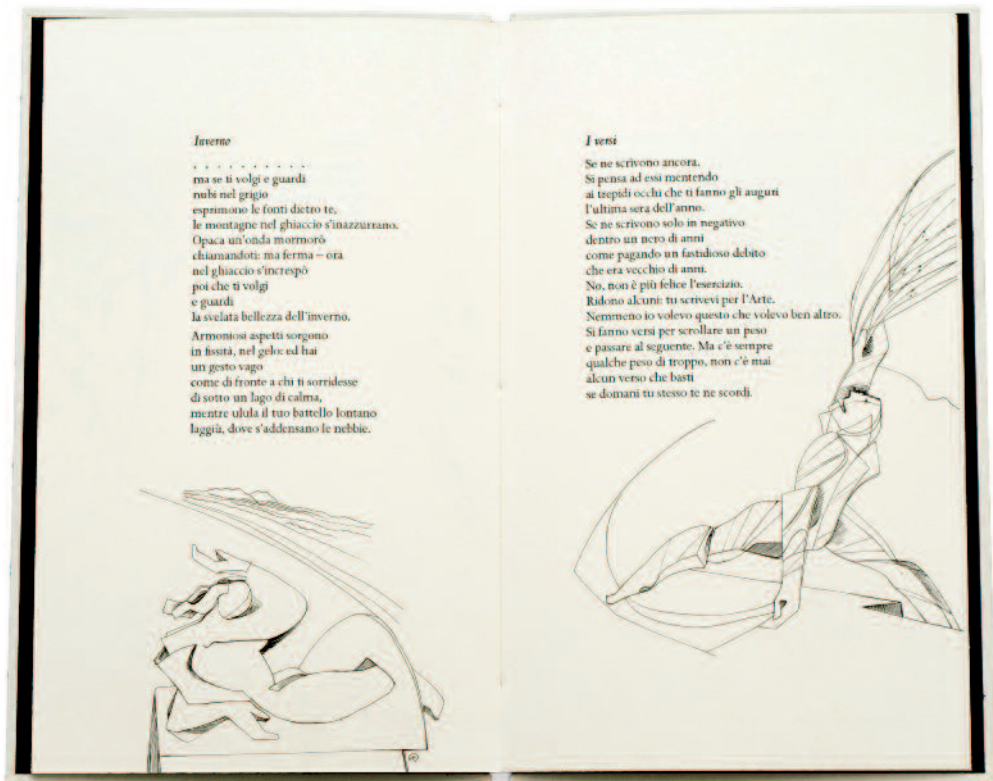 Inverno
. . . . . . . . . .
ma se ti volgi e guardi
nubi nel grigio
esprimono le fonti dietro te,
le montagne nel ghiaccio s'inazzurrano.
Opaca un'onda mormorò
chiamandoti: ma ferma – ora
nel ghiaccio s'increspò
poi che ti volgi
e guardi
la svelata bellezza dell'inverno.
Armoniosi aspetti sorgono
in fissità, nel gelo: ed hai
un gesto vago
come di fronte a chi ti sorridesse
di sotto un lago di calma,
mentre ulula il tuo battello lontano
laggiù, dove s'addensano le nebbie.
I versi
Se ne scrivono ancora.
Si pensa ad essi mentendo
ai trepidi occhi che ti fanno gli auguri
l'ultima sera dell'anno.
Se ne scrivono solo in negativo
dentro un nero di anni
come pagando un fastidioso debito
che era vecchio di anni.
No, non è più felice l'esercizio.
Ridono alcuni: tu scrivevi per l'Arte.
Nemmeno io volevo questo che volevo ben altro.
Si fanno versi per scrollare un peso
e passare al seguente. Ma c'è sempre
qualche peso di troppo, non c'è mai
alcun verso che basti
se domani tu stesso te ne scordi.